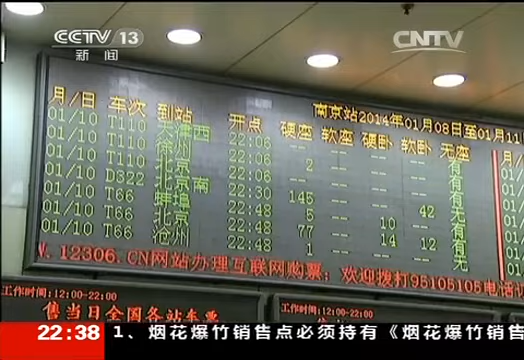 CCTV 13
新闻
CNTV
南京站2014年01月08日至01月11
月/日 车次 到站 开点 硬座 软座 硬卧 软卧 无座
01/10 T110 天津西 22:06 -- -- -- -- 有
01/10 T110 徐州 22:06 2 -- -- -- 有
01/10 T110 北京 22:06 -- -- -- -- 有
01/10 D322 北京南 22:30 -- -- -- 42 无
01/10 T66 蚌埠 22:48 145 -- -- -- 有
01/10 T66 北京 22:48 5 -- 10 -- 有
01/10 T66 沧州 22:48 77 -- 14 12 有
22:48 1 -- -- -- 无
W.12306.CN网站办理互联网购票；欢迎拨打95105105电话
工作时间:12:00-22:00
工作时间:12:00-22:00
售当日全国各站车票
22:38
1、烟花爆竹销售点必须持有《烟花爆竹销售